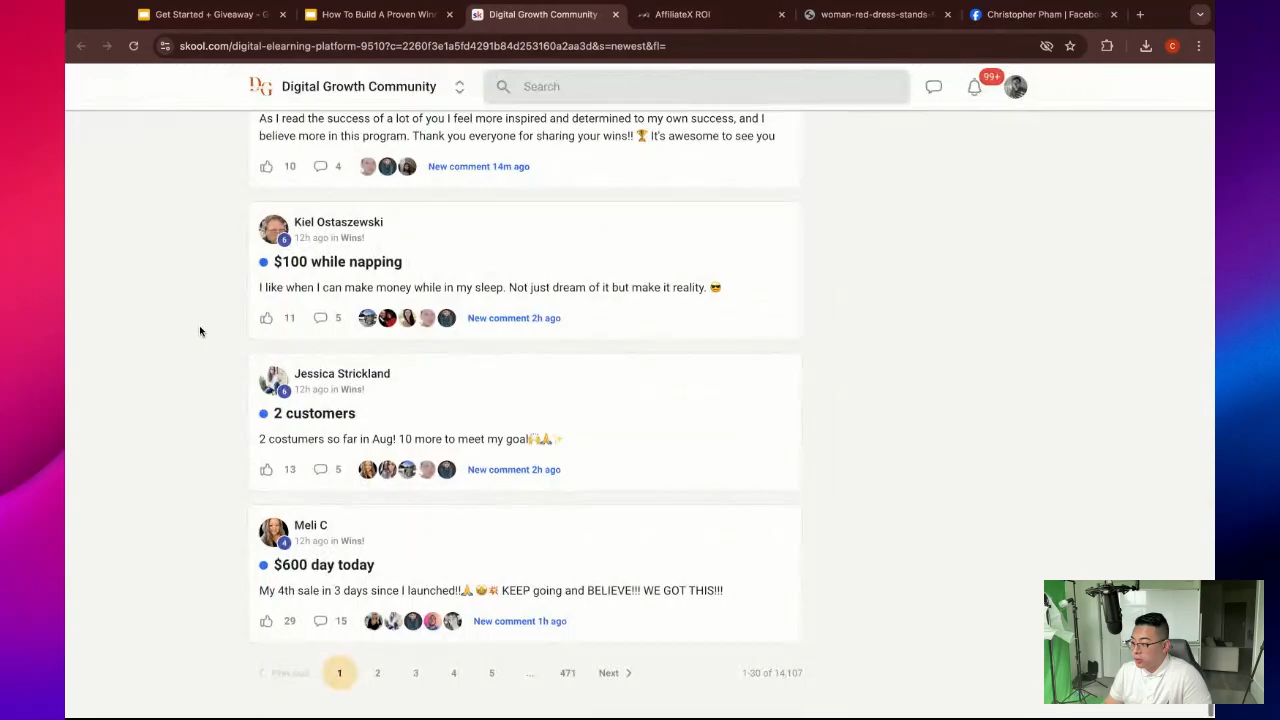 Get Started + Giveaway - G
How To Build A Proven Win
sk Digital Growth Community
AffiliateX ROI
woman-red-dress-stands-
Christopher Pham | Facebo
skool.com/digital-elearning-platform-9510?c=2260f3e1a5fd4291b84d253160a2aa3d&s=newest&fl=
C
DG Digital Growth Community
Search
99+
As I read the success of a lot of you I feel more inspired and determined to my own success, and I
believe more in this program. Thank you everyone for sharing your wins!! 🏆 It's awesome to see you
10 4 New comment 14m ago
Kiel Ostaszewski
6 12h ago in Wins!
$100 while napping
I like when I can make money while in my sleep. Not just dream of it but make it reality. 😎
11 5 New comment 2h ago
Jessica Strickland
6 12h ago in Wins!
2 customers
2 costumers so far in Aug! 10 more to meet my goal🙌🙏✨
13 5 New comment 2h ago
Meli C
4 12h ago in Wins!
$600 day today
My 4th sale in 3 days since I launched!!🙏🤩💥 KEEP going and BELIEVE!!! WE GOT THIS!!!
29 15 New comment 1h ago
Previous 1 2 3 4 5 ... 471 Next 1-30 of 14,107